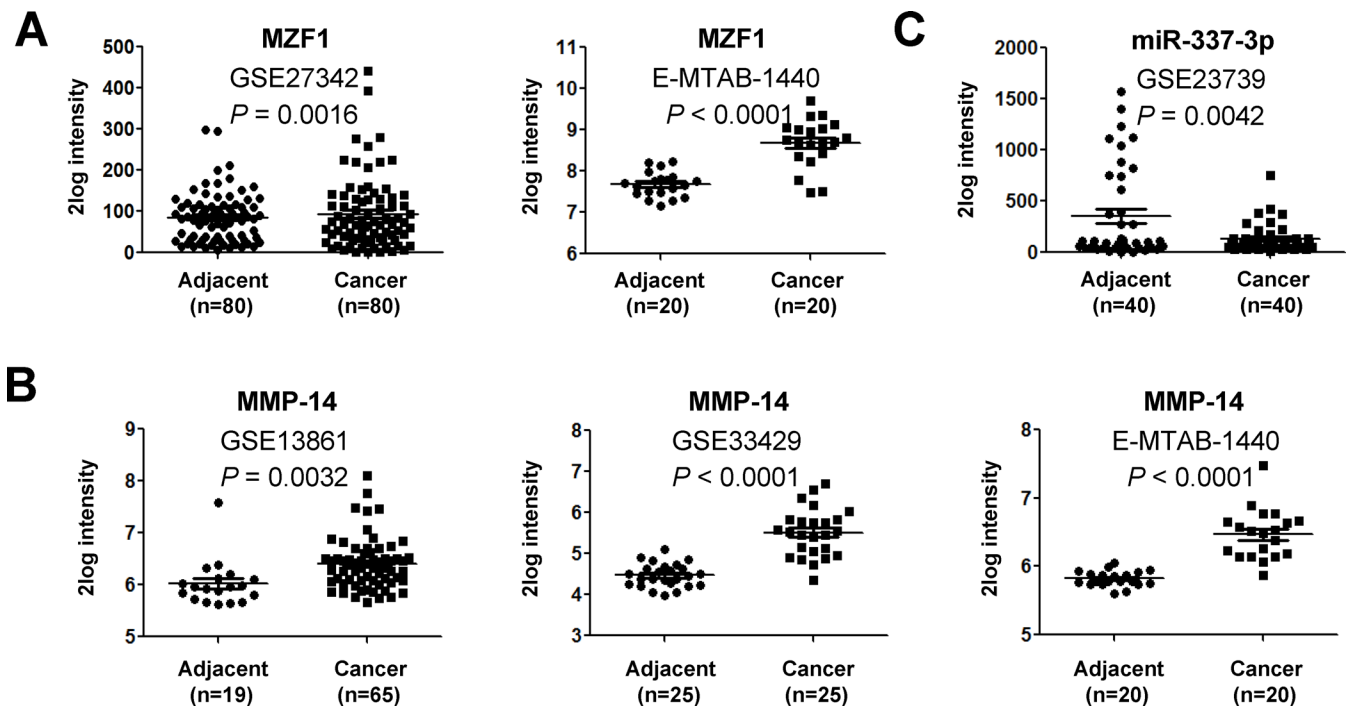 A
MZF1
GSE27342
P = 0.0016
2log intensity
500
400
300
200
100
0
Adjacent
(n=80)
Cancer
(n=80)
MZF1
E-MTAB-1440
P < 0.0001
2log intensity
11
10
9
8
7
6
Adjacent
(n=20)
Cancer
(n=20)
C
miR-337-3p
GSE23739
P = 0.0042
2log intensity
2000
1500
1000
500
0
Adjacent
(n=40)
Cancer
(n=40)
B
MMP-14
GSE13861
P = 0.0032
2log intensity
9
8
7
6
5
Adjacent
(n=19)
Cancer
(n=65)
MMP-14
GSE33429
P < 0.0001
2log intensity
8
7
6
5
4
3
Adjacent
(n=25)
Cancer
(n=25)
MMP-14
E-MTAB-1440
P < 0.0001
2log intensity
8
7
6
5
Adjacent
(n=20)
Cancer
(n=20)